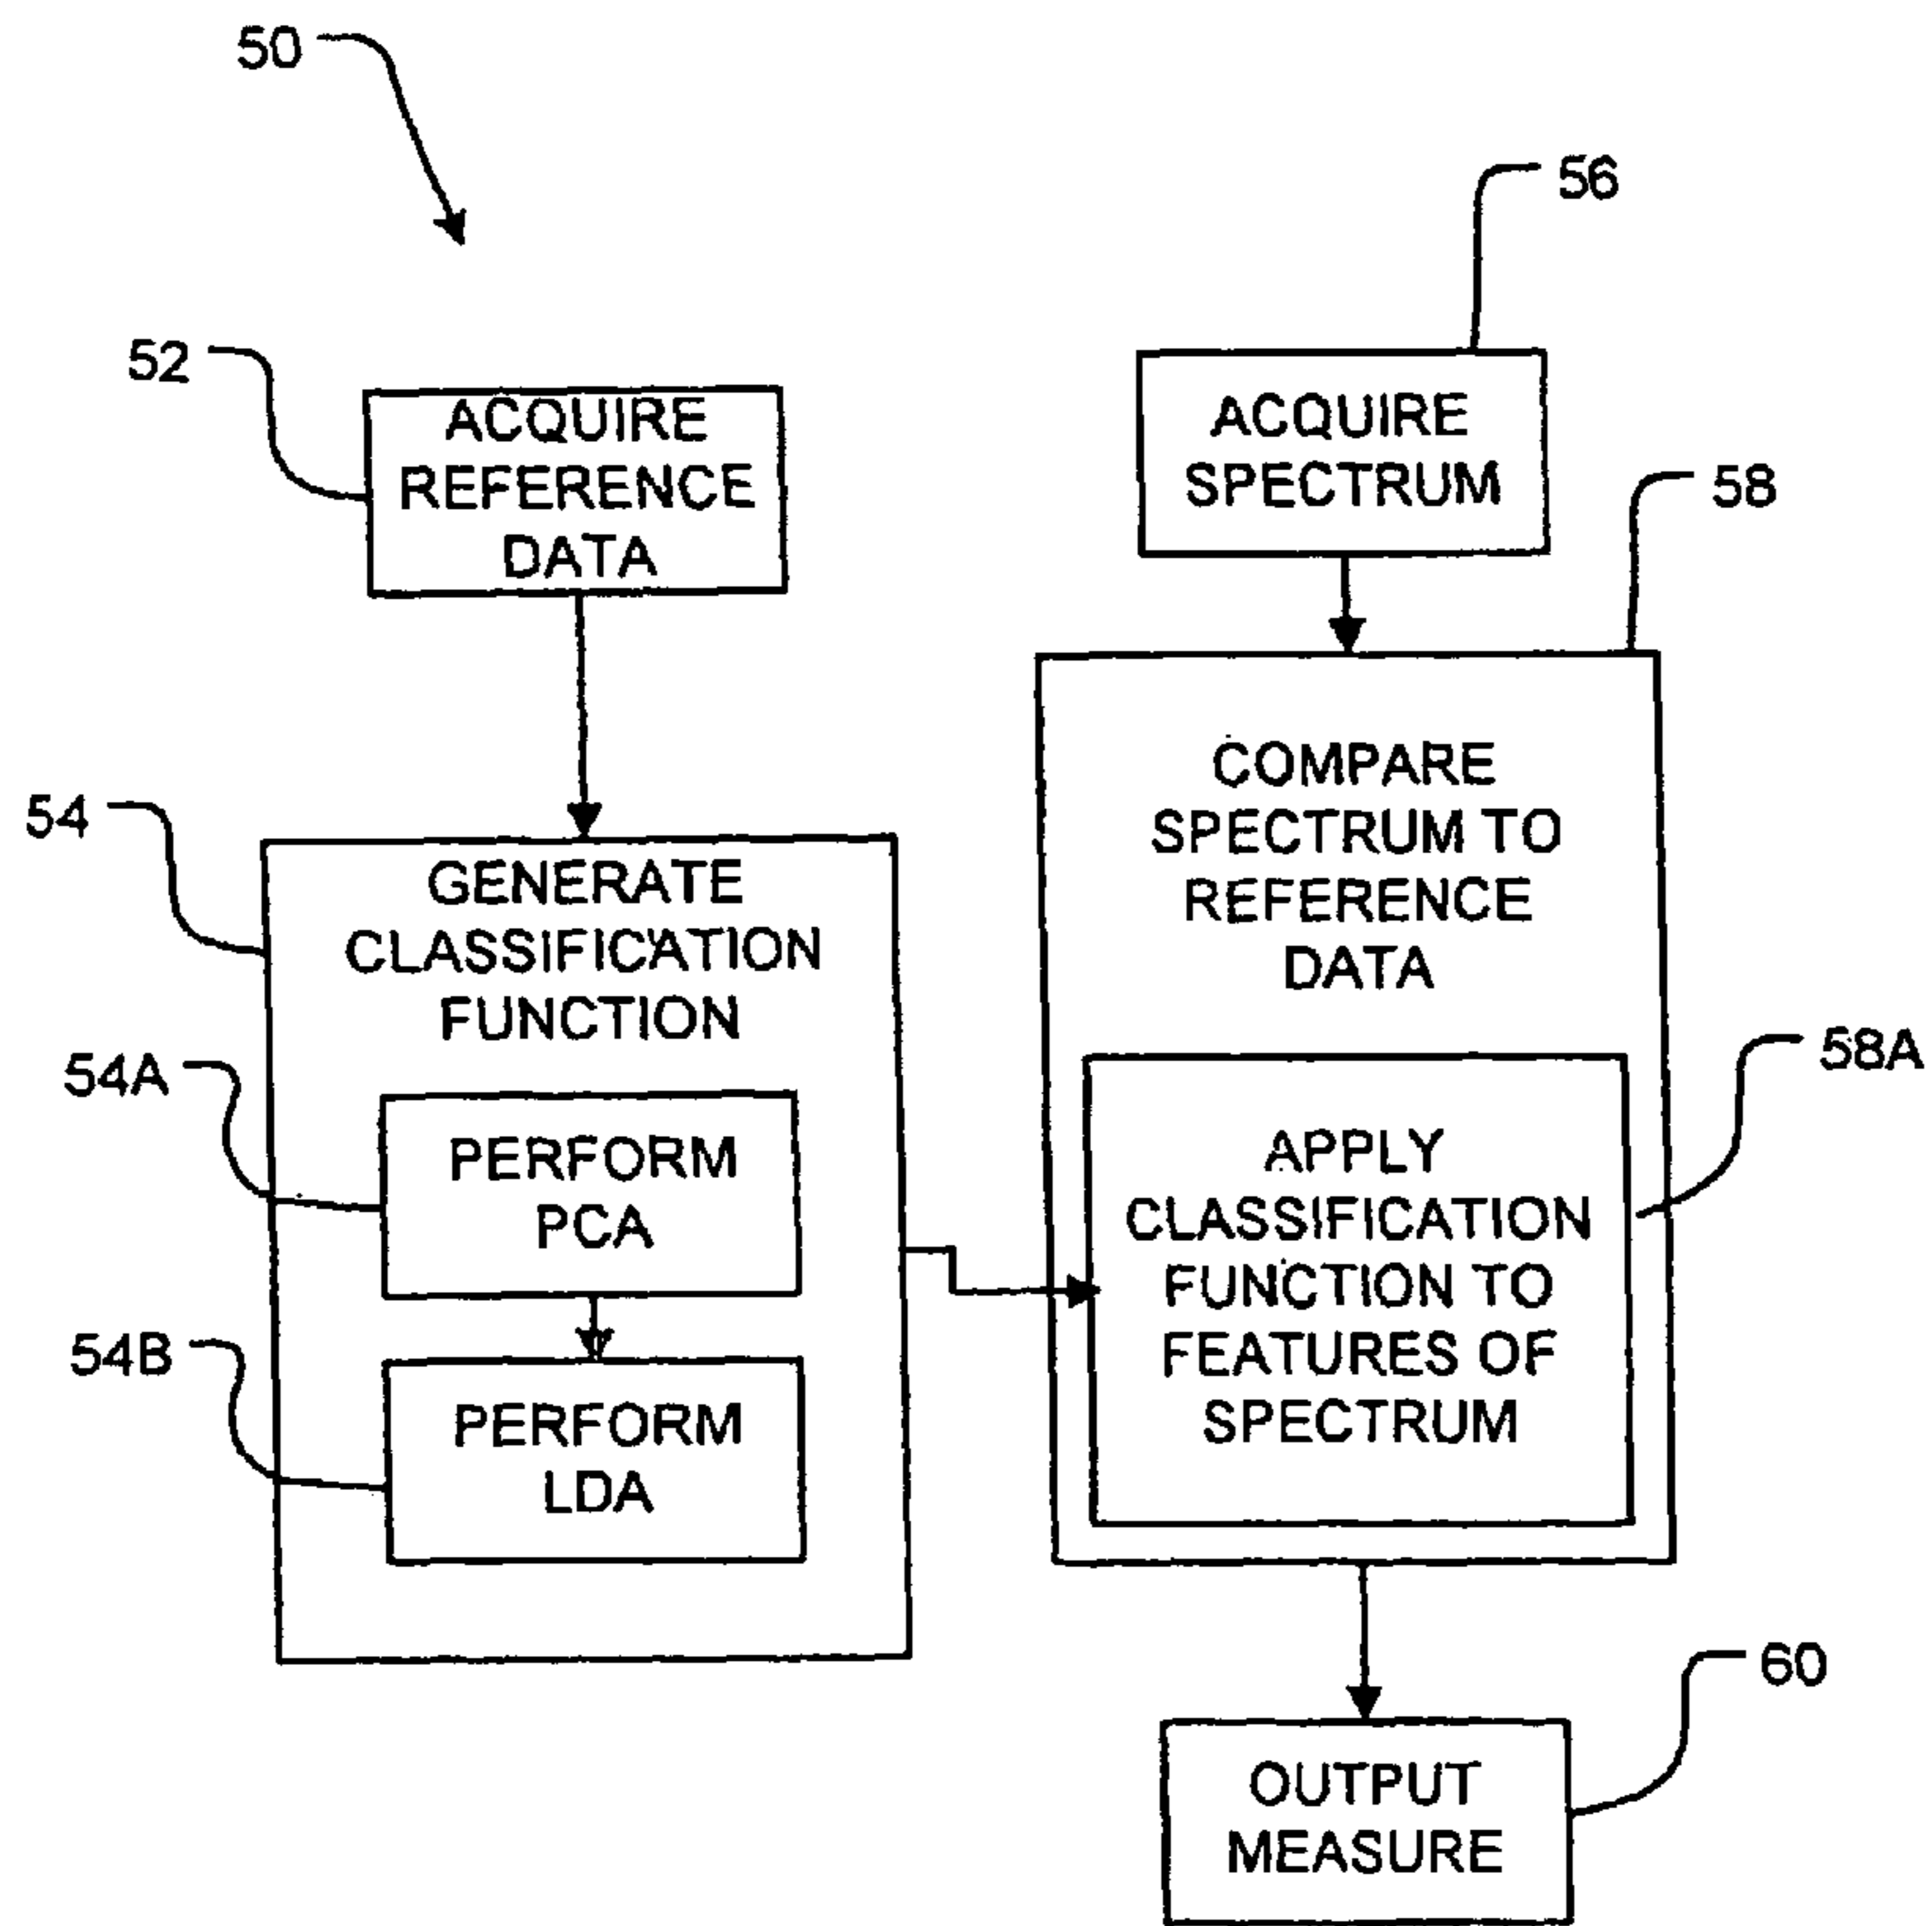 50
52
ACQUIRE
REFERENCE
DATA
54
GENERATE
CLASSIFICATION
FUNCTION
54A
PERFORM
PCA
54B
PERFORM
LDA
56
ACQUIRE
SPECTRUM
58
COMPARE
SPECTRUM TO
REFERENCE
DATA
58A
APPLY
CLASSIFICATION
FUNCTION TO
FEATURES OF
SPECTRUM
60
OUTPUT
MEASURE